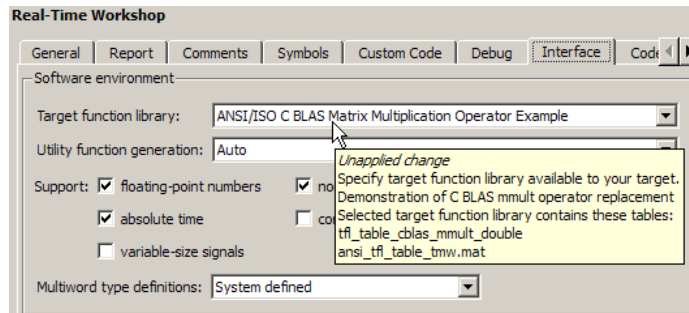 Real-Time Workshop
General Report Comments Symbols Custom Code Debug Interface
Software environment
Target function library: ANSI/ISO C BLAS Matrix Multiplication Operator Example
Utility function generation: Auto
Unapplied change
Specify target function library available to your target.
Support: floating-point numbers
Demonstration of C BLAS mmult operator replacement
absolute time
Selected target function library contains these tables:
tfl_table_cblas_mmult_double
variable-size signals
ansi_tfl_table_tmw.mat
Multiword type definitions: System defined